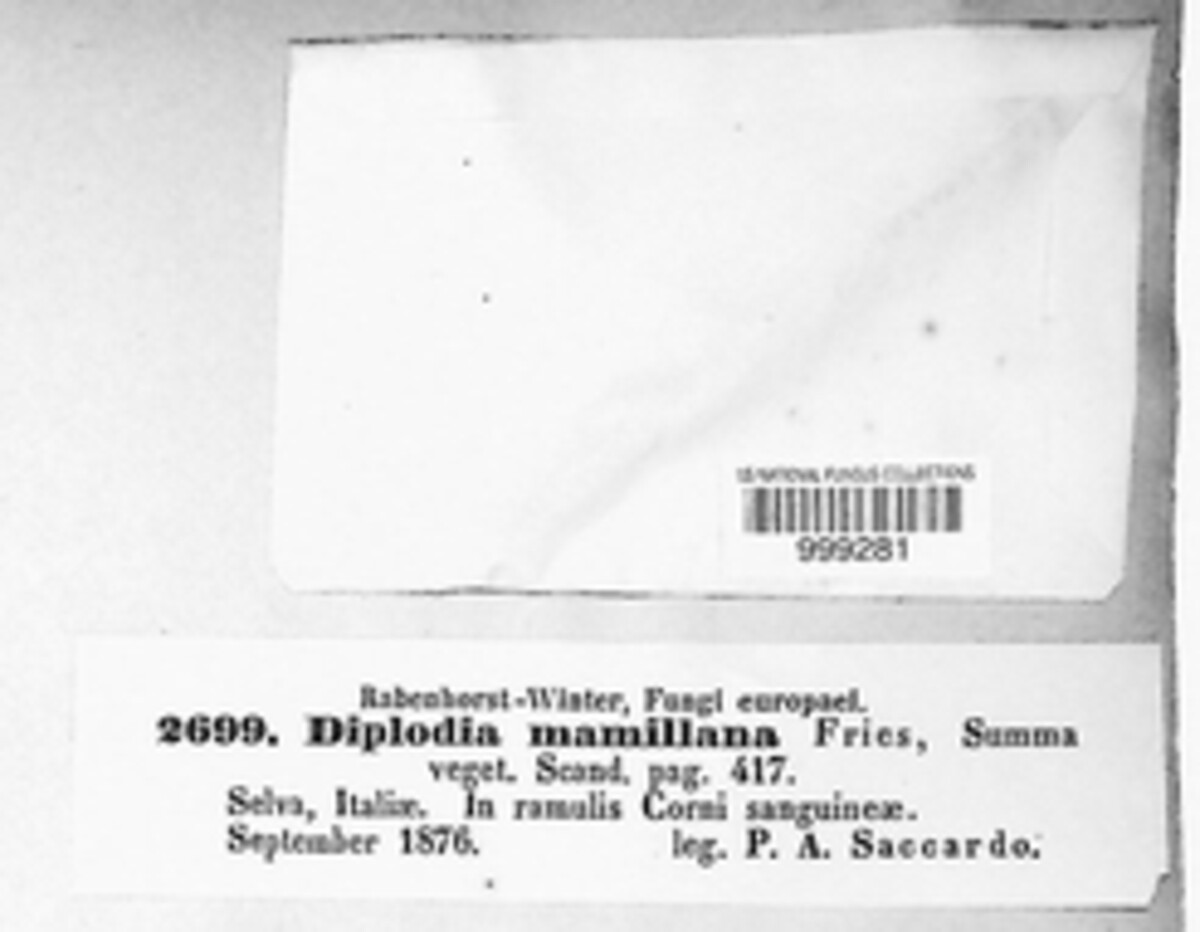 US NATIONAL FUNGUS COLLECTIONS
999281
Rabenhorst-Winter, Fungi europaei.
2699. Diplodia mamillana Fries, Summa
veget. Scand. pag. 417.
Selva, Italiæ. In ramulis Corni sanguineæ.
September 1876. leg. P. A. Saccardo.